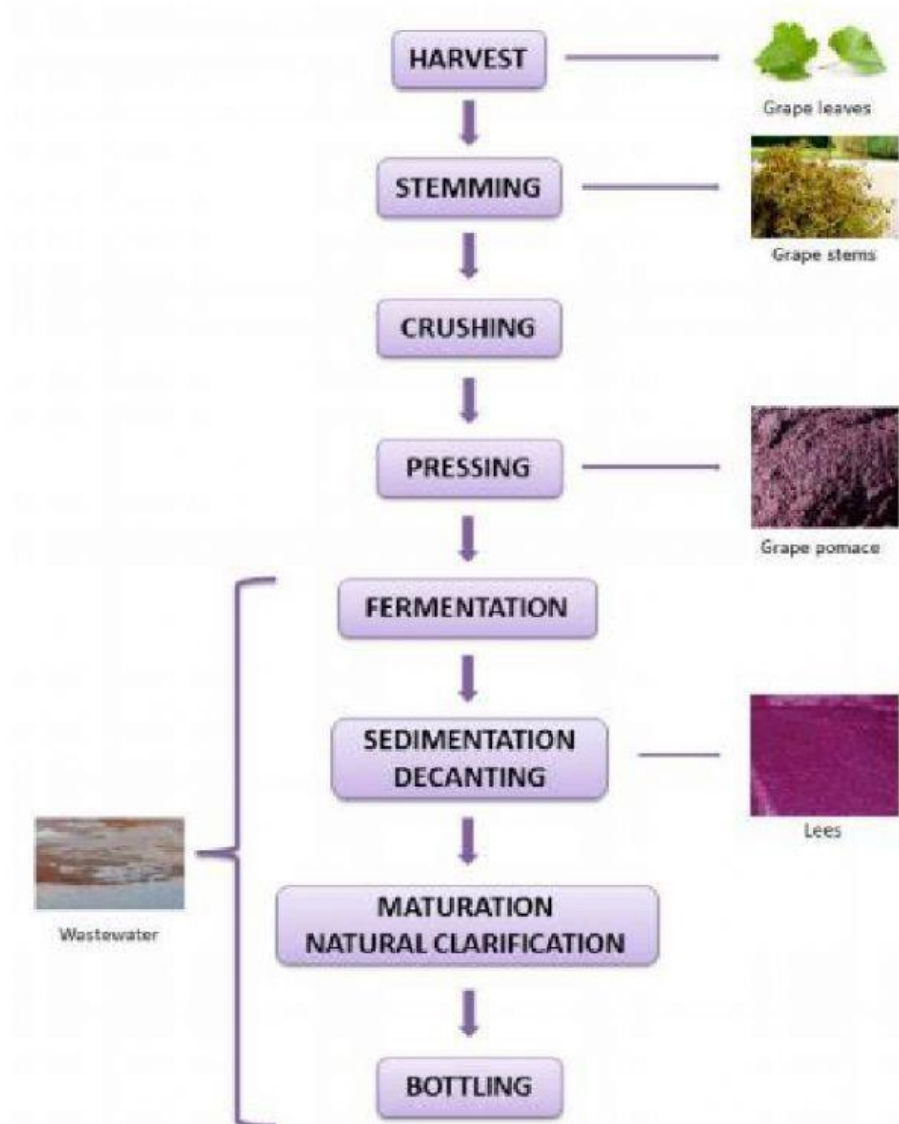 HARVEST
Grape leaves
STEMMING
Grape stems
CRUSHING
PRESSING
Grape pomace
FERMENTATION
SEDIMENTATION
DECANTING
Lees
Wastewater
MATURATION
NATURAL CLARIFICATION
BOTTLING